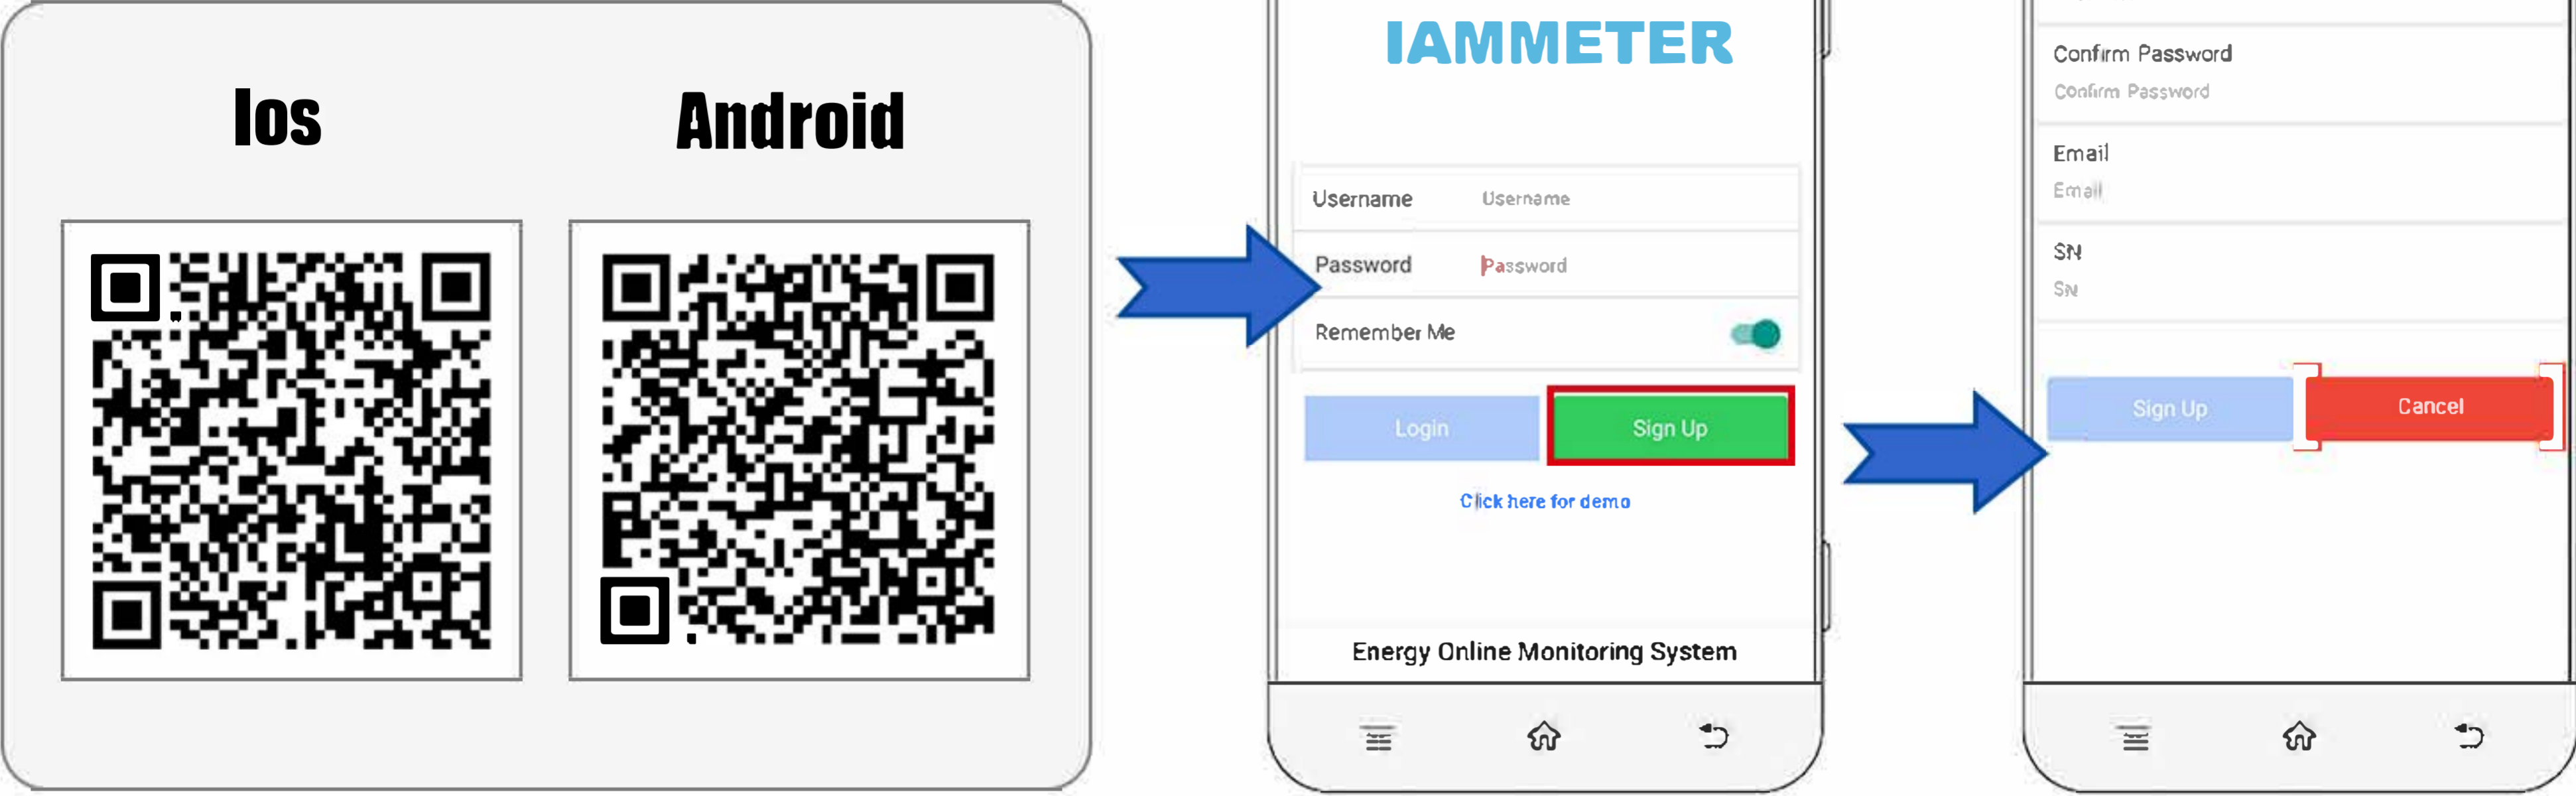 Ios
Android
IAMMETER
Username Username
Password Password
Remember Me
Login Sign Up
Click here for demo
Energy Online Monitoring System
Confirm Password
Confirm Password
Email
Email
SN
SN
Sign Up Cancel